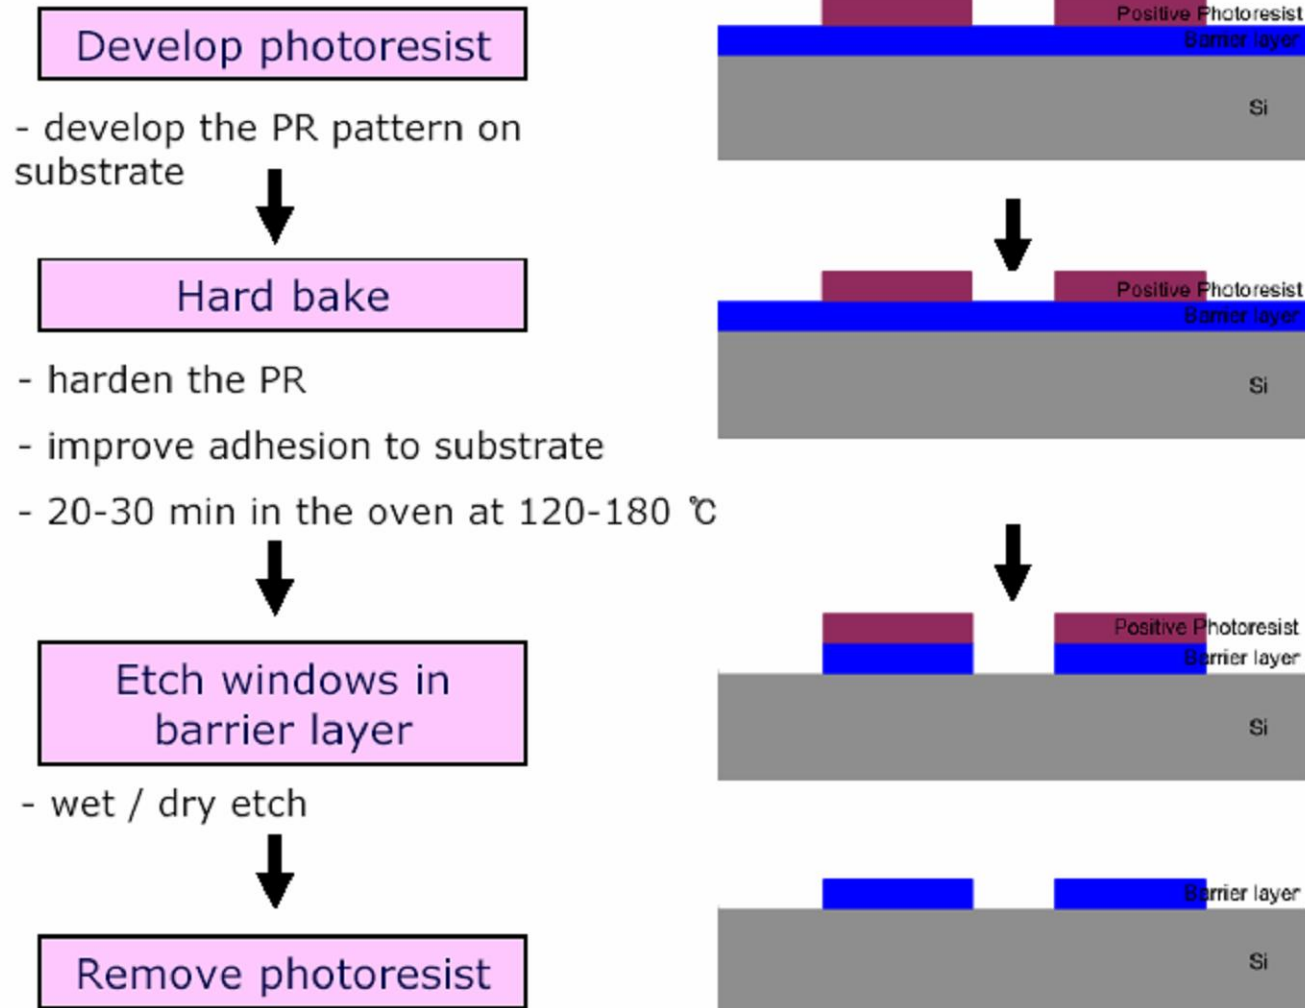 Develop photoresist
- develop the PR pattern on
substrate
Hard bake
- harden the PR
- improve adhesion to substrate
- 20-30 min in the oven at 120-180 ℃
Etch windows in
barrier layer
- wet / dry etch
Remove photoresist
Positive Photoresist
Barrier layer
Si
Positive Photoresist
Barrier layer
Si
Positive Photoresist
Barrier layer
Si
Barrier layer
Si